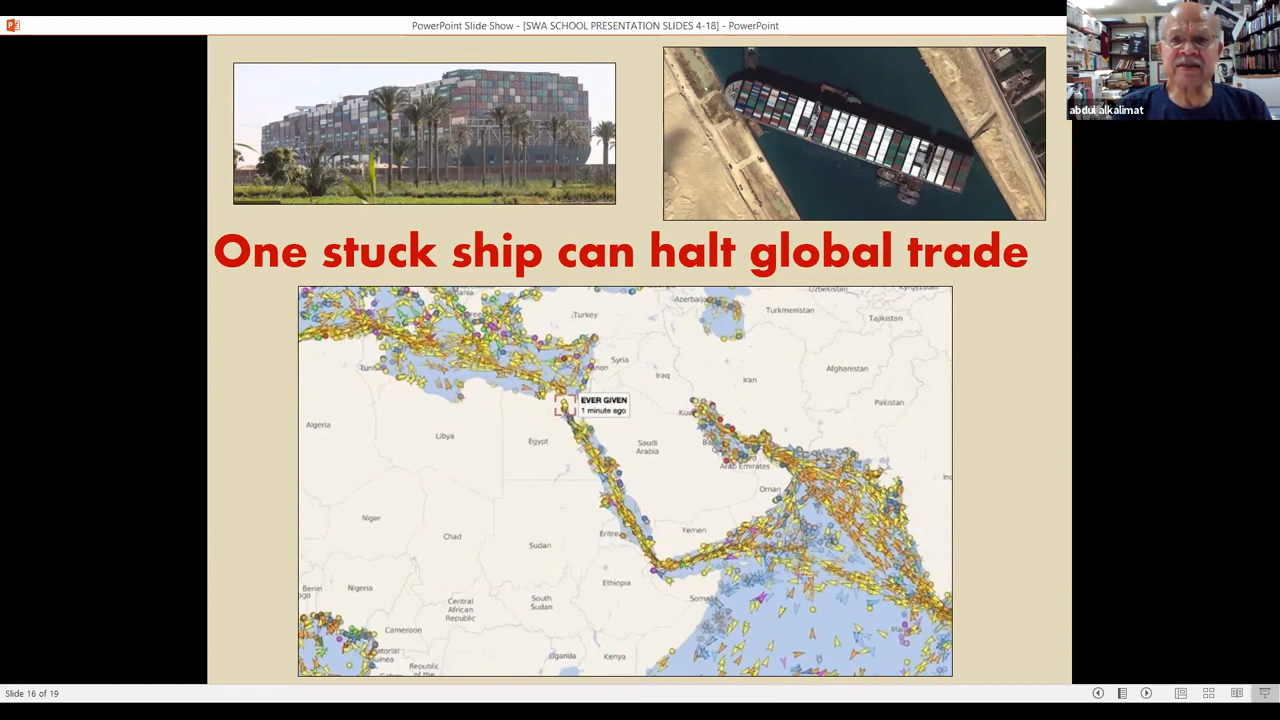 PowerPoint Slide Show - [SWA SCHOOL PRESENTATION SLIDES 4-18] - PowerPoint
abdul alkalimat
One stuck ship can halt global trade
Azerbaijan
Uzbekistan
Kyrgyzstan
Turkmenistan
Tajikistan
Turkey
Syria
Iraq
Iran
Afghanistan
Pakistan
EVER GIVEN
1 minute ago
Algeria
Libya
Egypt
Saudi
Arabia
Arab Emirates
Oman
Niger
Chad
Sudan
Eritre
Yemen
Ethiopia
Benin
Nigeria
Central
African
Republic
South
Sudan
Somal
Cameroon
Uganda
Kenya
Republic
Slide 16 of 19